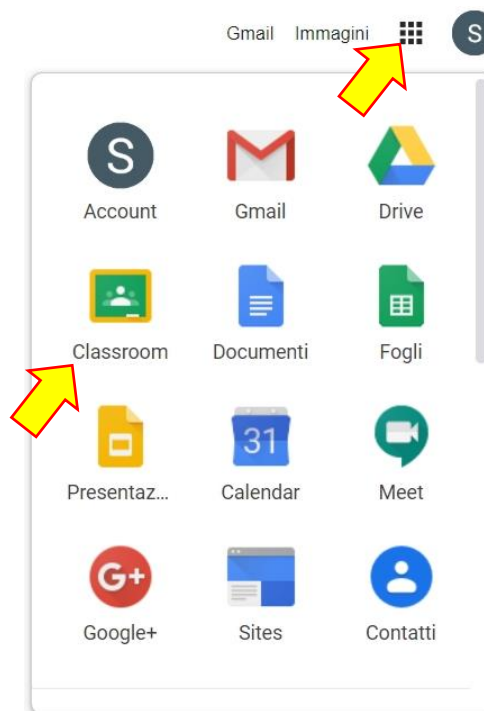 Gmail Immagini S
S
Account Gmail Drive
Classroom Documenti Fogli
31
Presentaz... Calendar Meet
G+
Google+ Sites Contatti